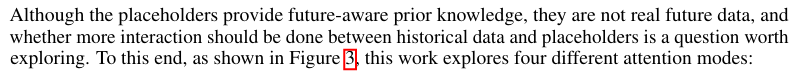 Although the placeholders provide future-aware prior knowledge, they are not real future data, and
whether more interaction should be done between historical data and placeholders is a question worth
exploring. To this end, as shown in Figure 3, this work explores four different attention modes: